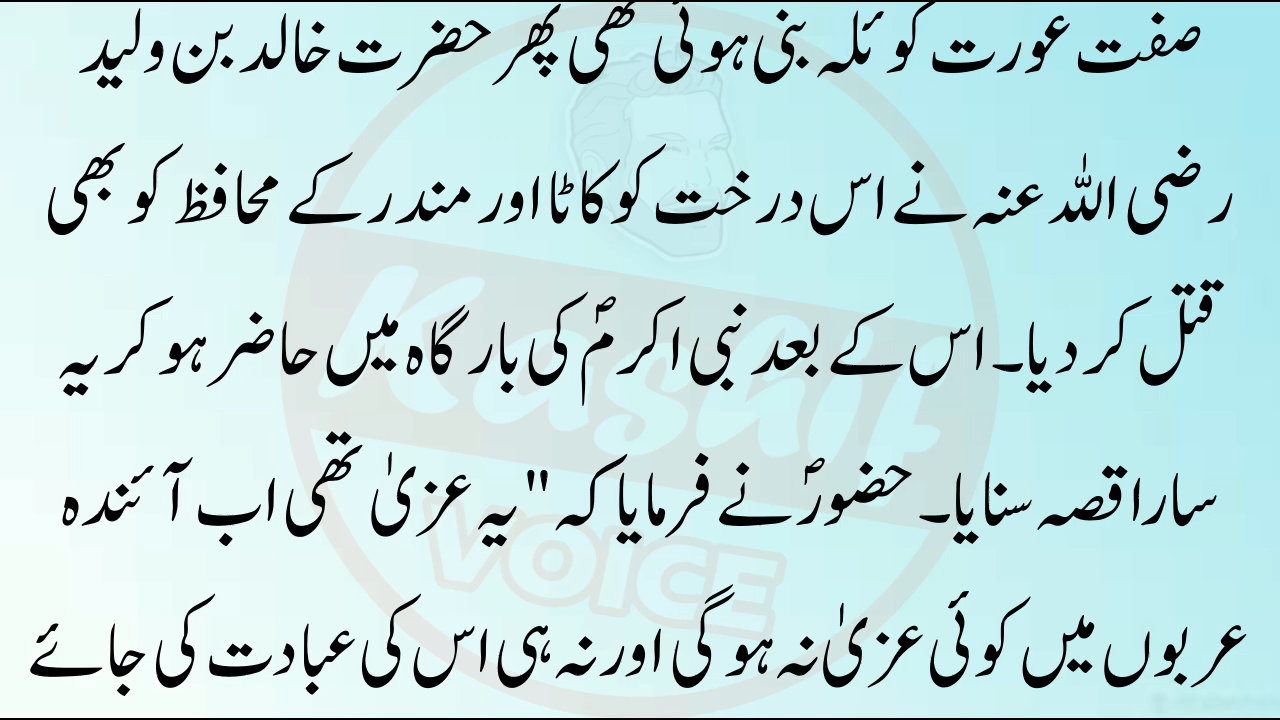 صفت عورت کوئلہ بنی ہوئی تھی پھر حضرت خالد بن ولید
رضی اللہ عنہ نے اس درخت کو کاٹا اور مندر کے محافظ کو بھی
قتل کر دیا۔ اس کے بعد نبی اکرمؐ کی بارگاہ میں حاضر ہو کر یہ
سارا قصہ سنایا۔ حضورؐ نے فرمایا کہ "یہ عزیٰ تھی اب آئندہ
عربوں میں کوئی عزیٰ نہ ہو گی اور نہ ہی اس کی عبادت کی جائے
Kashif
VOICE